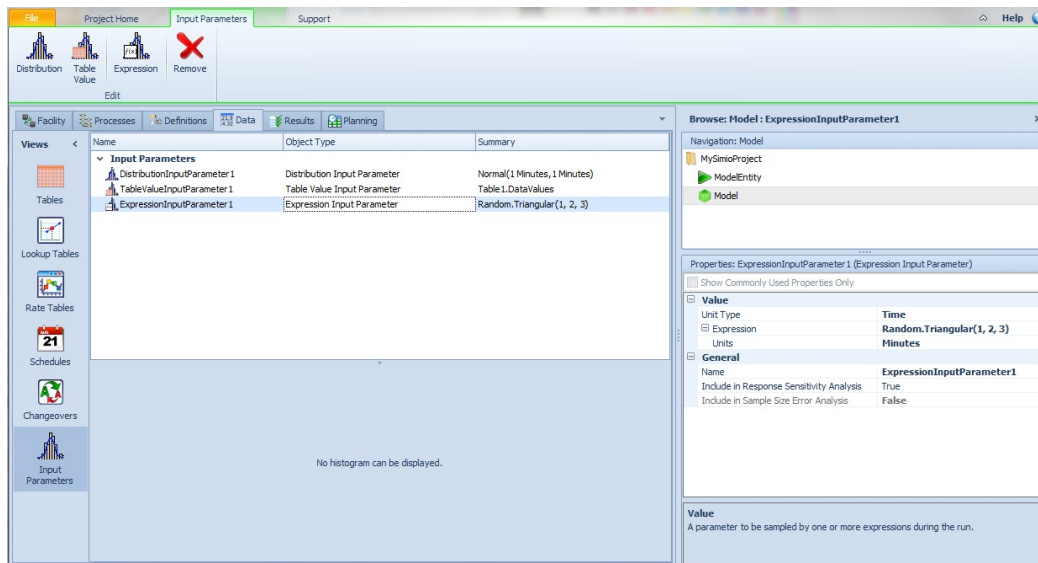 File Project Home Input Parameters Support Help
Distribution Table Value Expression Remove
Edit
Facility Processes Definitions Data Results Planning
Views
Tables
Lookup Tables
Rate Tables
21
Schedules
Changeovers
Input Parameters
Name Object Type Summary
Input Parameters
DistributionInputParameter1 Distribution Input Parameter Normal(1 Minutes,1 Minutes)
TableValueInputParameter1 Table Value Input Parameter Table1.DataValues
ExpressionInputParameter1 Expression Input Parameter Random.Triangular(1, 2, 3)
No histogram can be displayed.
Browse: Model : ExpressionInputParameter1
Navigation: Model
MySimioProject
ModelEntity
Model
Properties: ExpressionInputParameter1 (Expression Input Parameter)
Show Commonly Used Properties Only
Value
Unit Type Time
Expression Random.Triangular(1, 2, 3)
Units Minutes
General
Name ExpressionInputParameter1
Include in Response Sensitivity Analysis True
Include in Sample Size Error Analysis False
Value
A parameter to be sampled by one or more expressions during the run.